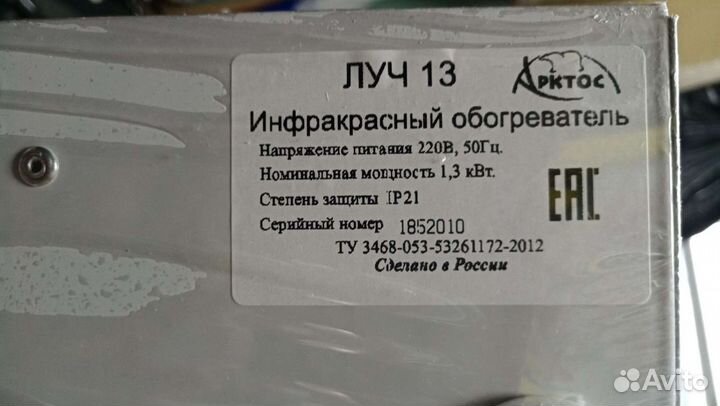 ЛУЧ 13
АРКТОС
Инфракрасный обогреватель
Напряжение питания 220В, 50Гц.
Номинальная мощность 1,3 кВт.
Степень защиты IP21
Серийный номер 1852010
ТУ 3468-053-53261172-2012
Сделано в России
EAC
Avito